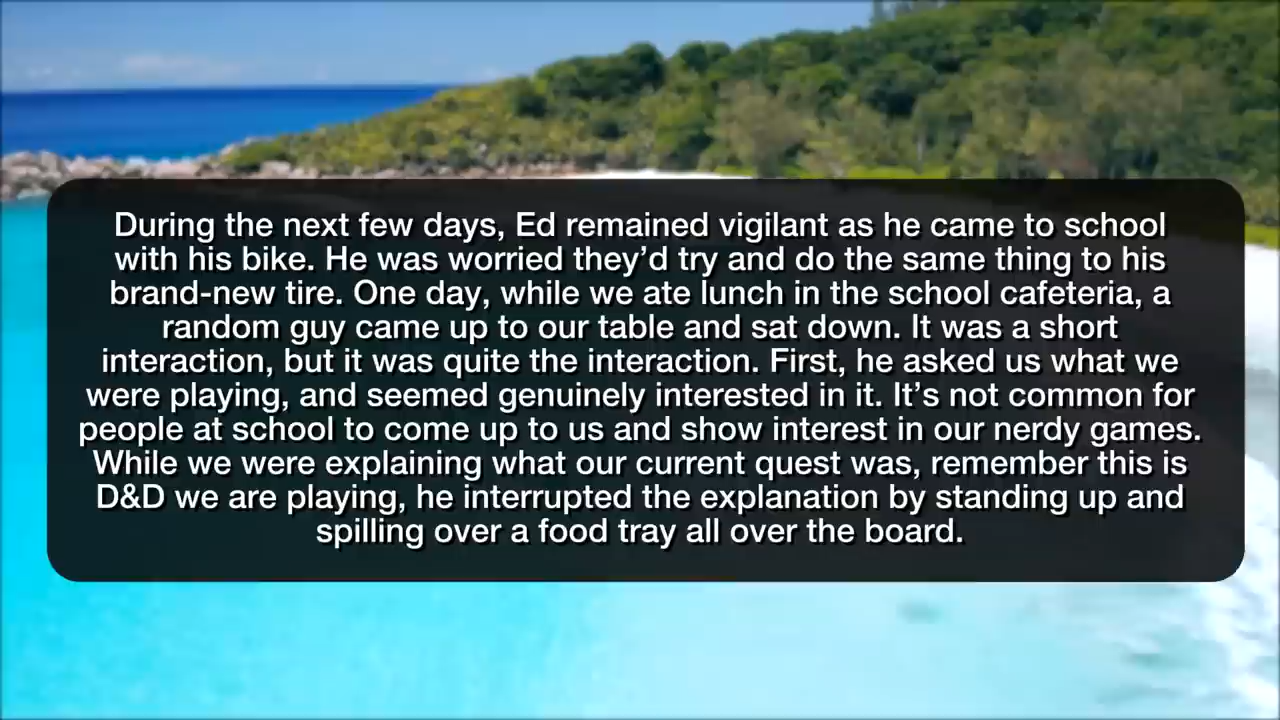 During the next few days, Ed remained vigilant as he came to school
with his bike. He was worried they’d try and do the same thing to his
brand-new tire. One day, while we ate lunch in the school cafeteria, a
random guy came up to our table and sat down. It was a short
interaction, but it was quite the interaction. First, he asked us what we
were playing, and seemed genuinely interested in it. It’s not common for
people at school to come up to us and show interest in our nerdy games.
While we were explaining what our current quest was, remember this is
D&D we are playing, he interrupted the explanation by standing up and
spilling over a food tray all over the board.